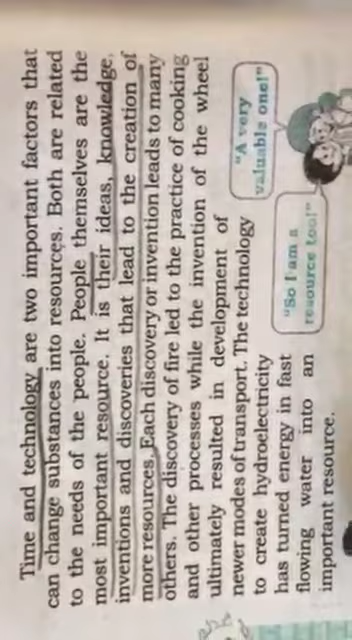 Time and technology are two important factors that
can change substances into resources. Both are related
to the needs of the people. People themselves are the
most important resource. It is their ideas, knowledge,
inventions and discoveries that lead to the creation of
more resources. Each discovery or invention leads to many
others. The discovery of fire led to the practice of cooking
and other processes while the invention of the wheel
ultimately resulted in development of
newer modes of transport. The technology
to create hydroelectricity
has turned energy in fast
flowing water into an
important resource.
"A very
valuable one!"
"So I am a
resource too!"